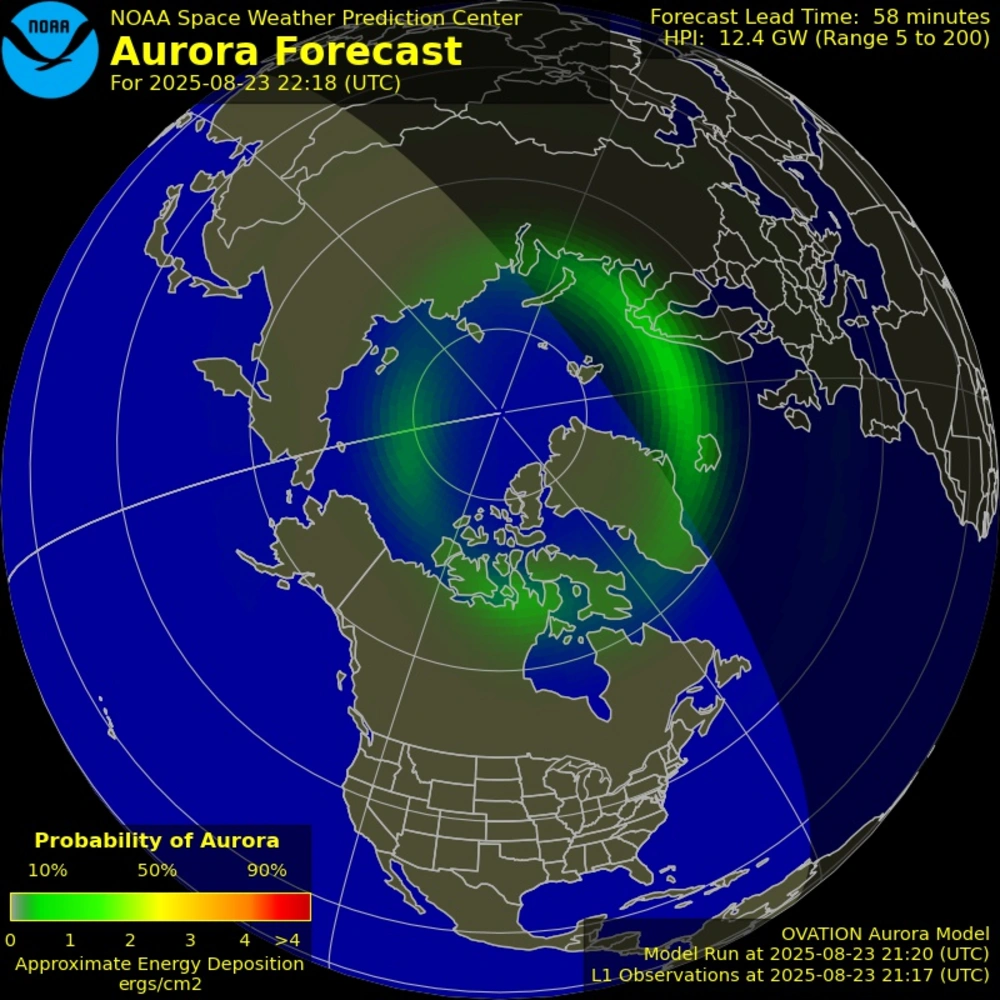 NOAA
NOAA Space Weather Prediction Center
Aurora Forecast
For 2025-08-23 22:18 (UTC)
Forecast Lead Time: 58 minutes
HPI: 12.4 GW (Range 5 to 200)
Probability of Aurora
10% 50% 90%
0 1 2 3 4 >4
Approximate Energy Deposition
ergs/cm2
OVATION Aurora Model
Model Run at 2025-08-23 21:20 (UTC)
L1 Observations at 2025-08-23 21:17 (UTC)